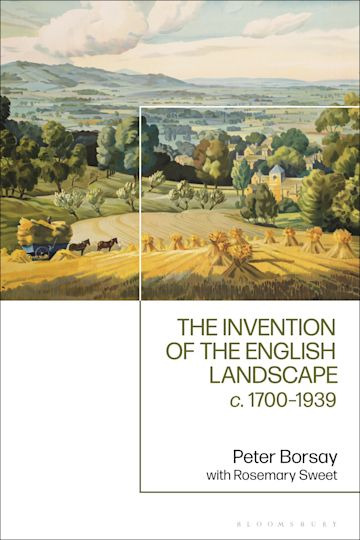 THE INVENTION
OF THE ENGLISH
LANDSCAPE
c. 1700–1939
Peter Borsay
with Rosemary Sweet
BLOOMSBURY